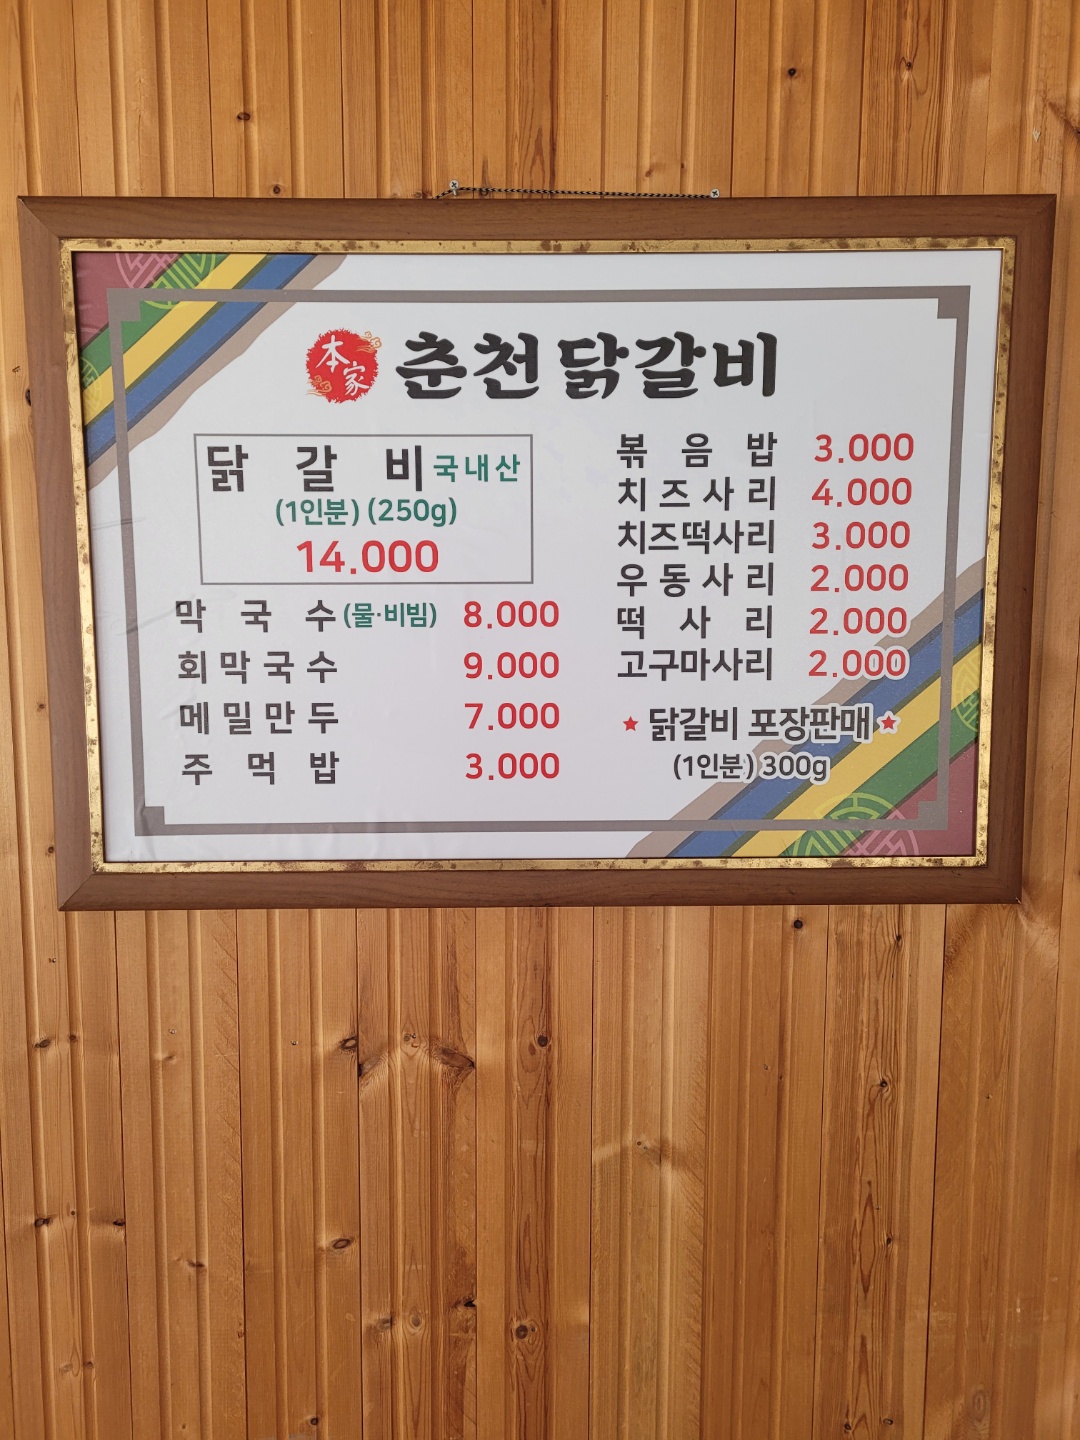 本家 춘천 닭갈비
닭 갈 비 국내산
(1인분) (250g)
14.000
막 국 수 (물·비빔) 8.000
회 막 국 수 9.000
메 밀 만 두 7.000
주 먹 밥 3.000
볶 음 밥 3.000
치 즈 사 리 4.000
치즈떡사리 3.000
우 동 사 리 2.000
떡 사 리 2.000
고구마사리 2.000
★ 닭갈비 포장판매 ★
(1인분) 300g